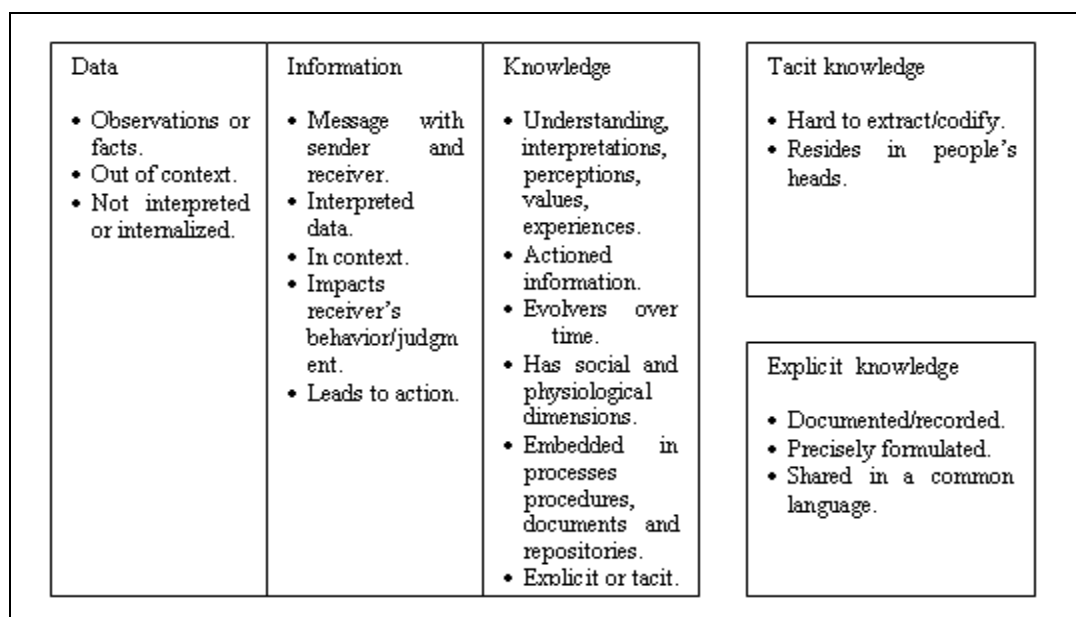 Data
• Observations or
facts.
• Out of context.
• Not interpreted
or internalized.
Information
• Message with
sender and
receiver.
• Interpreted
data.
• In context.
• Impacts
receiver's
behavior/judgm
ent.
• Leads to action.
Knowledge
• Understanding,
interpretations,
perceptions,
values,
experiences.
• Actioned
information.
• Evolvers over
time.
• Has social and
physiological
dimensions.
• Embedded in
processes
procedures,
documents and
repositories.
• Explicit or tacit.
Tacit knowledge
• Hard to extract/codify.
• Resides in people's
heads.
Explicit knowledge
• Documented/recorded.
• Precisely formulated.
• Shared in a common
language.